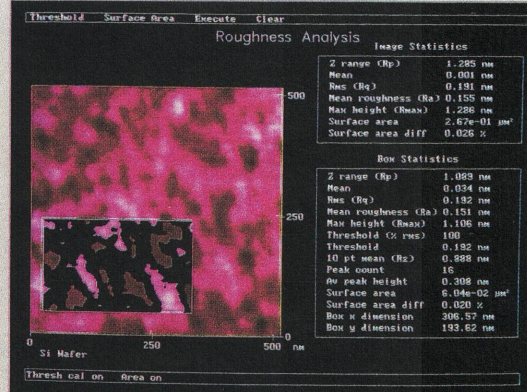 Threshold Surface Area Execute Clear
Roughness Analysis
Image Statistics
Z range (Rp) 1.285 nm
Mean 0.001 nm
Rms (Rq) 0.191 nm
Mean roughness (Ra) 0.155 nm
Max height (Rmax) 1.286 nm
Surface area 2.67e-01 µm²
Surface area diff 0.026 %
Box Statistics
Z range (Rp) 1.089 nm
Mean 0.034 nm
Rms (Rq) 0.192 nm
Mean roughness (Ra) 0.151 nm
Max height (Rmax) 1.106 nm
Threshold (% rms) 100
Threshold 0.192 nm
10 pt mean (Rz) 0.888 nm
Peak count 16
Av peak height 0.308 nm
Surface area 6.04e-02 µm²
Surface area diff 0.020 %
Box x dimension 306.57 nm
Box y dimension 193.62 nm
500
250
0
0 250 500 nm
Si Wafer
Thresh cal on Area on